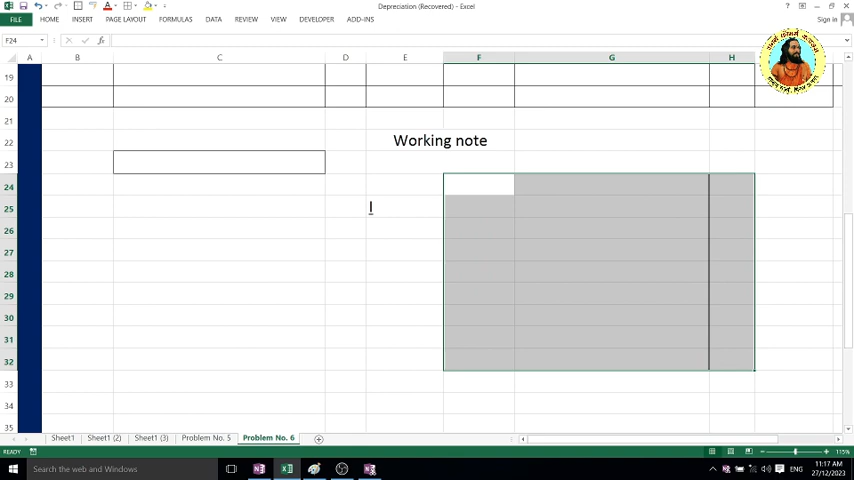 Depreciation (Recovered) - Excel
FILE HOME INSERT PAGE LAYOUT FORMULAS DATA REVIEW VIEW DEVELOPER ADD-INS Sign in
F24
A B C D E F G H
19
20
21
22 Working note
23
24
25
26
27
28
29
30
31
32
33
34
35
Sheet1 Sheet1 (2) Sheet1 (3) Problem No. 5 Problem No. 6
READY 115%
Search the web and Windows ENG 11:17 AM
27/12/2023